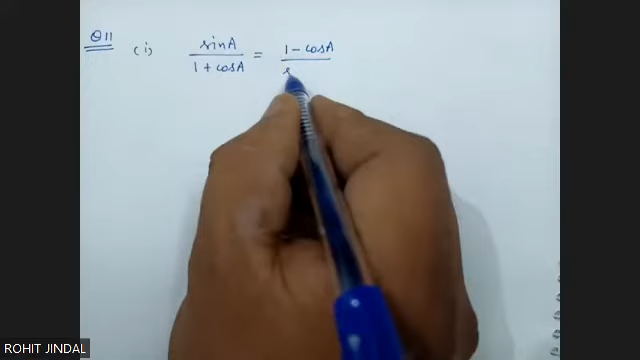 Q11 (i) sinA / 1 + cosA = 1 - cosA / s
ROHIT JINDAL